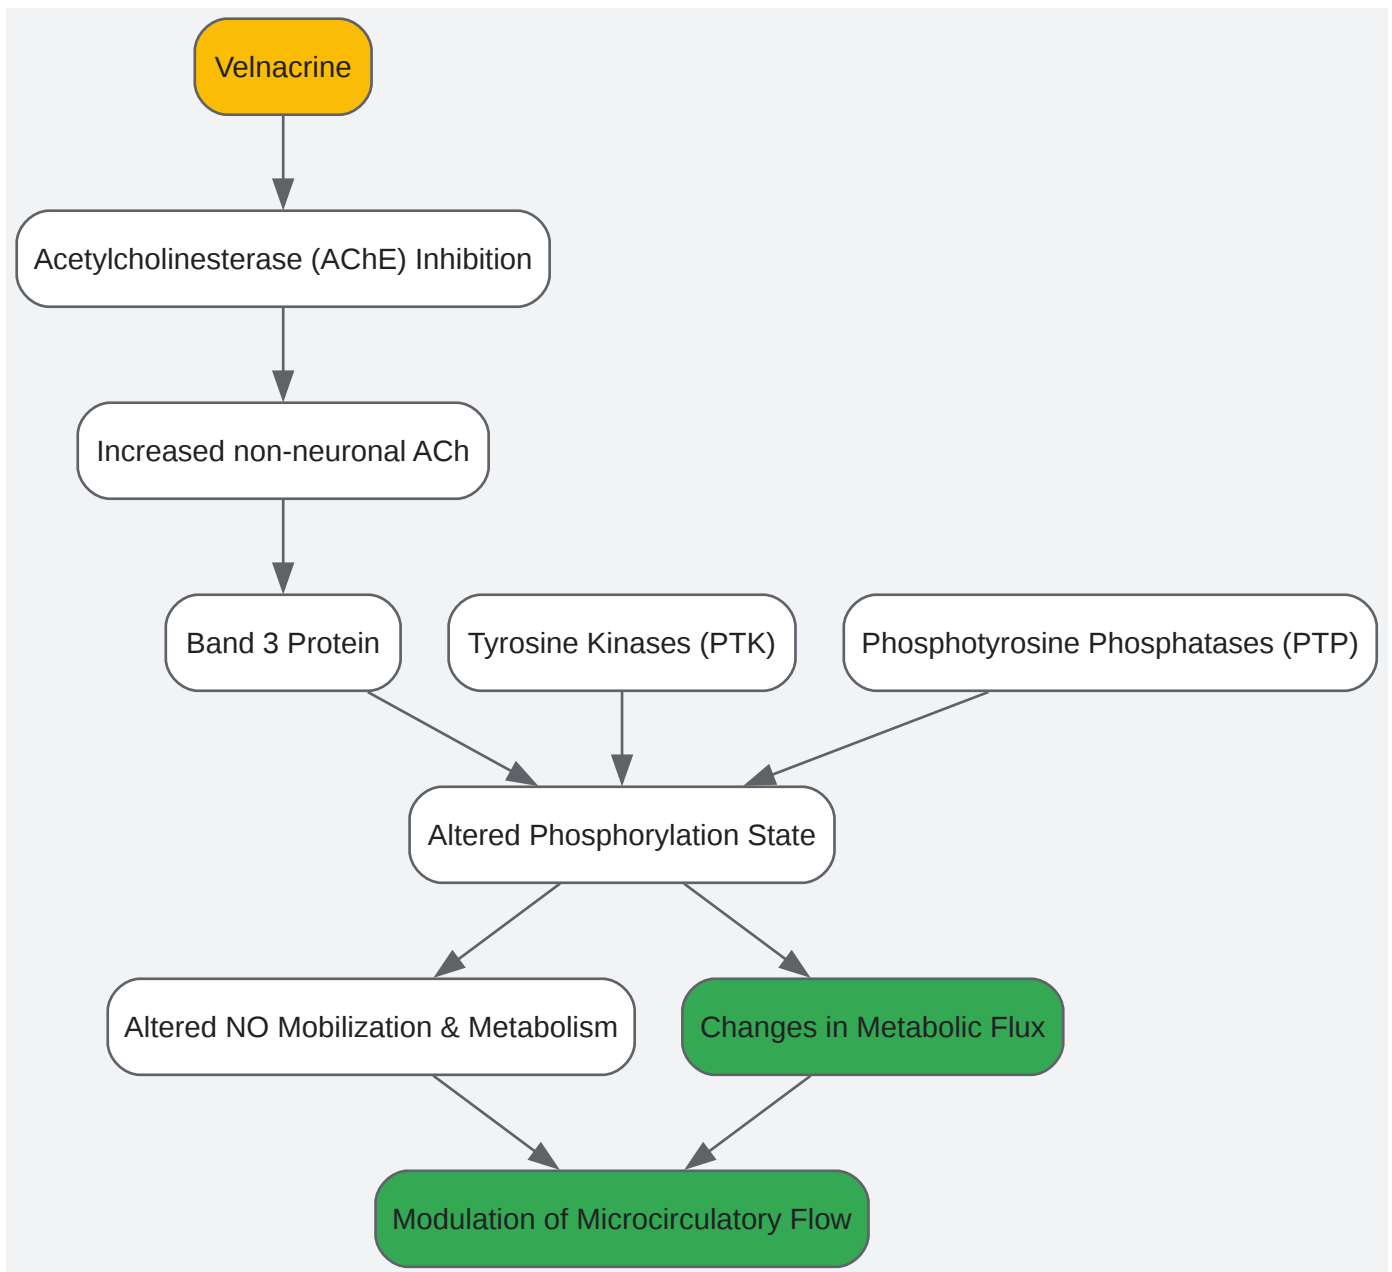 Velnacrine
Acetylcholinesterase (AChE) Inhibition
Increased non-neuronal ACh
Band 3 Protein
Tyrosine Kinases (PTK)
Phosphotyrosine Phosphatases (PTP)
Altered Phosphorylation State
Altered NO Mobilization & Metabolism
Changes in Metabolic Flux
Modulation of Microcirculatory Flow